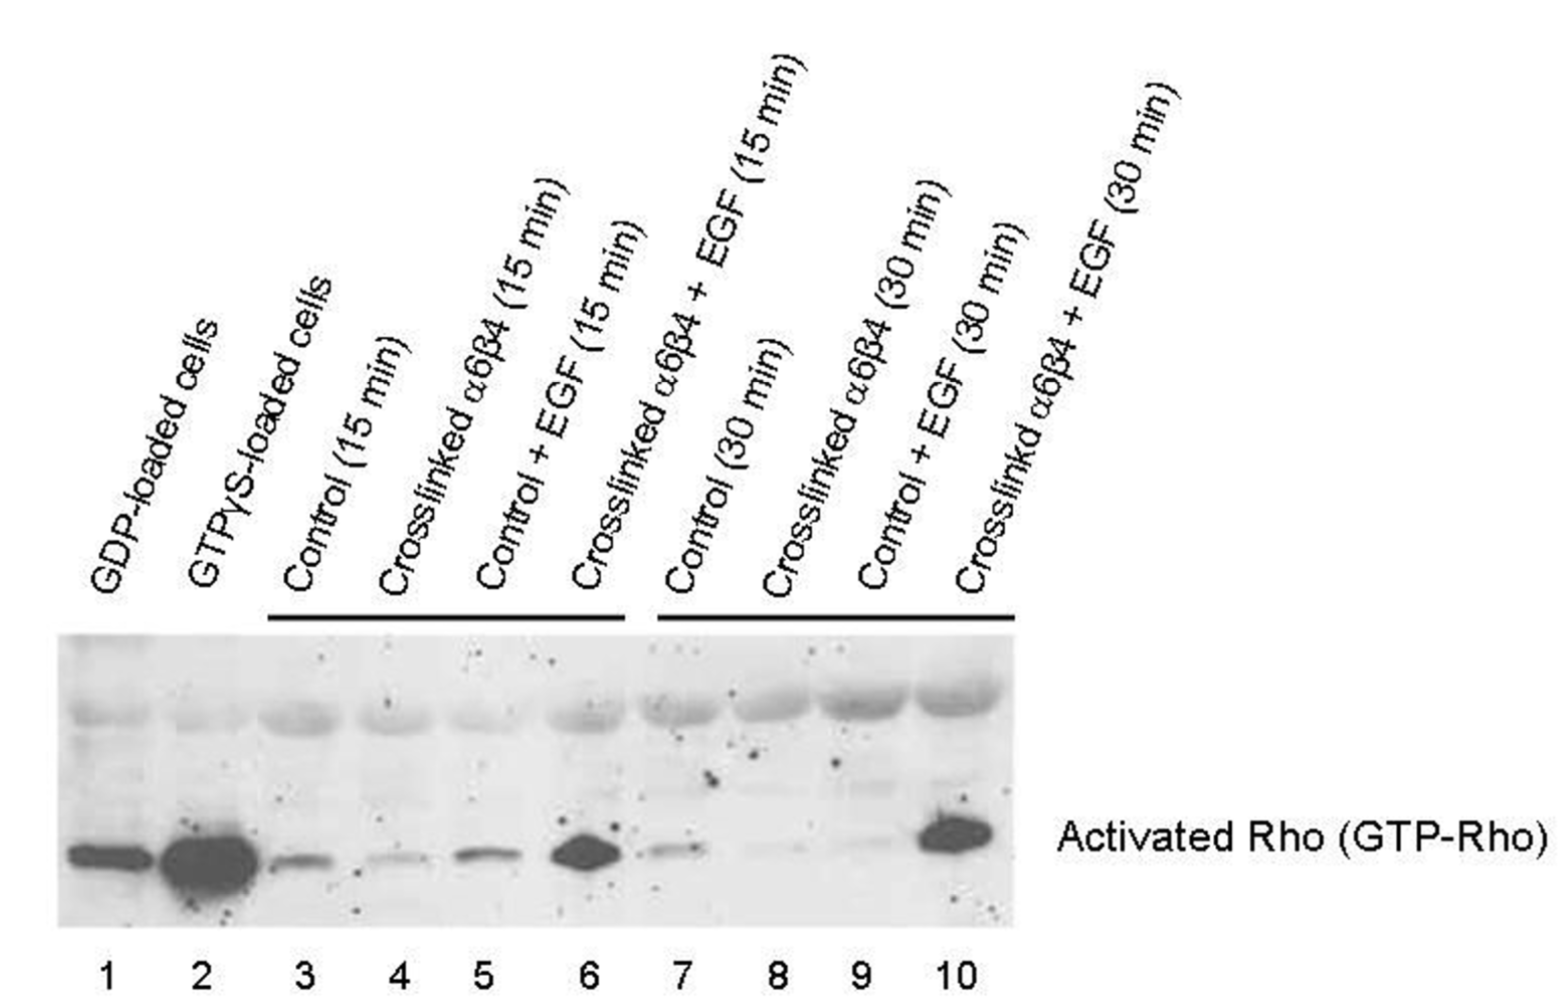 GDP-loaded cells
GTPγS-loaded cells
Control (15 min)
Crosslinked α6β4 (15 min)
Control + EGF (15 min)
Crosslinked α6β4 + EGF (15 min)
Control (30 min)
Crosslinked α6β4 (30 min)
Control + EGF (30 min)
Crosslinkd α6β4 + EGF (30 min)
Activated Rho (GTP-Rho)
1 2 3 4 5 6 7 8 9 10